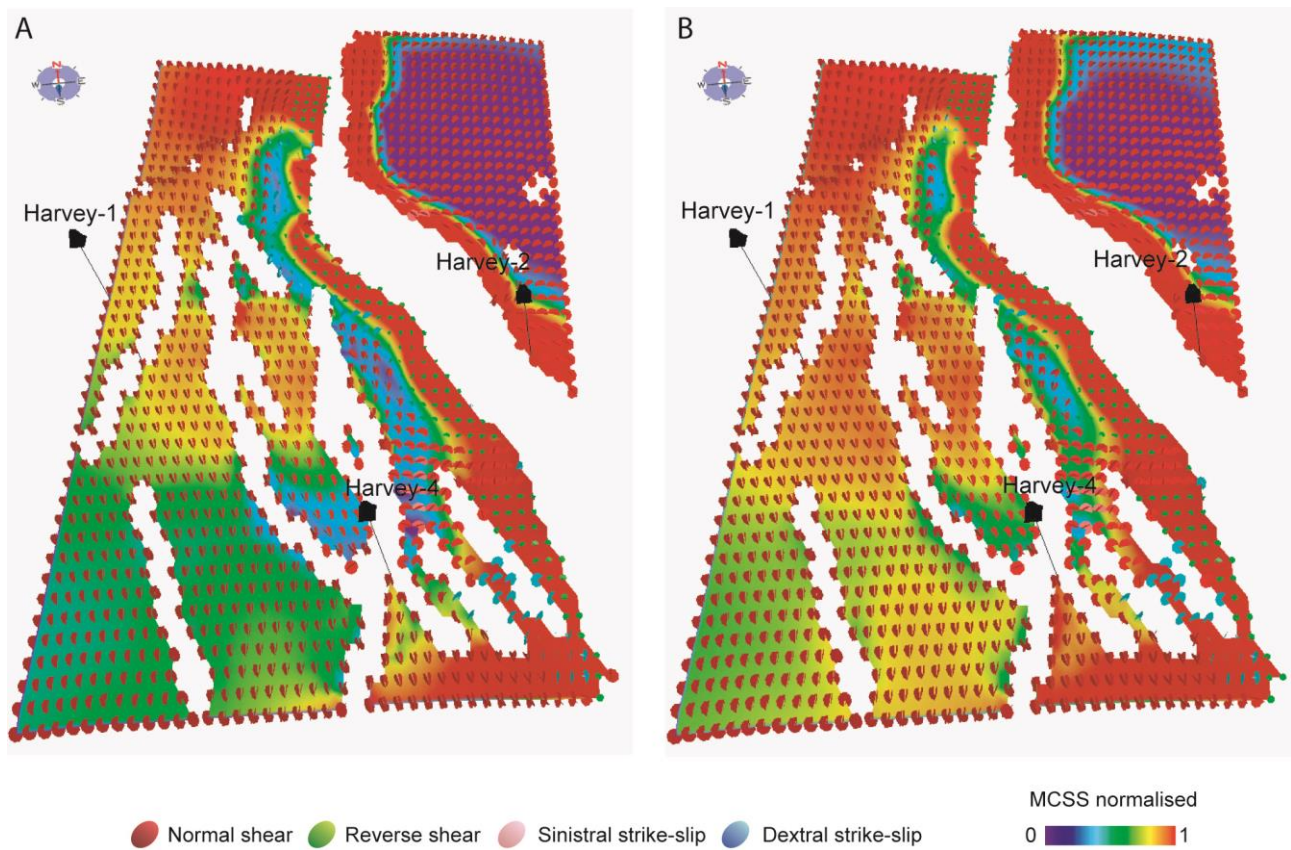 A
B
N
W
E
S
N
W
E
S
Harvey-1
Harvey-2
Harvey-4
Harvey-1
Harvey-2
Harvey-4
MCSS normalised
Normal shear Reverse shear Sinistral strike-slip Dextral strike-slip 0 1